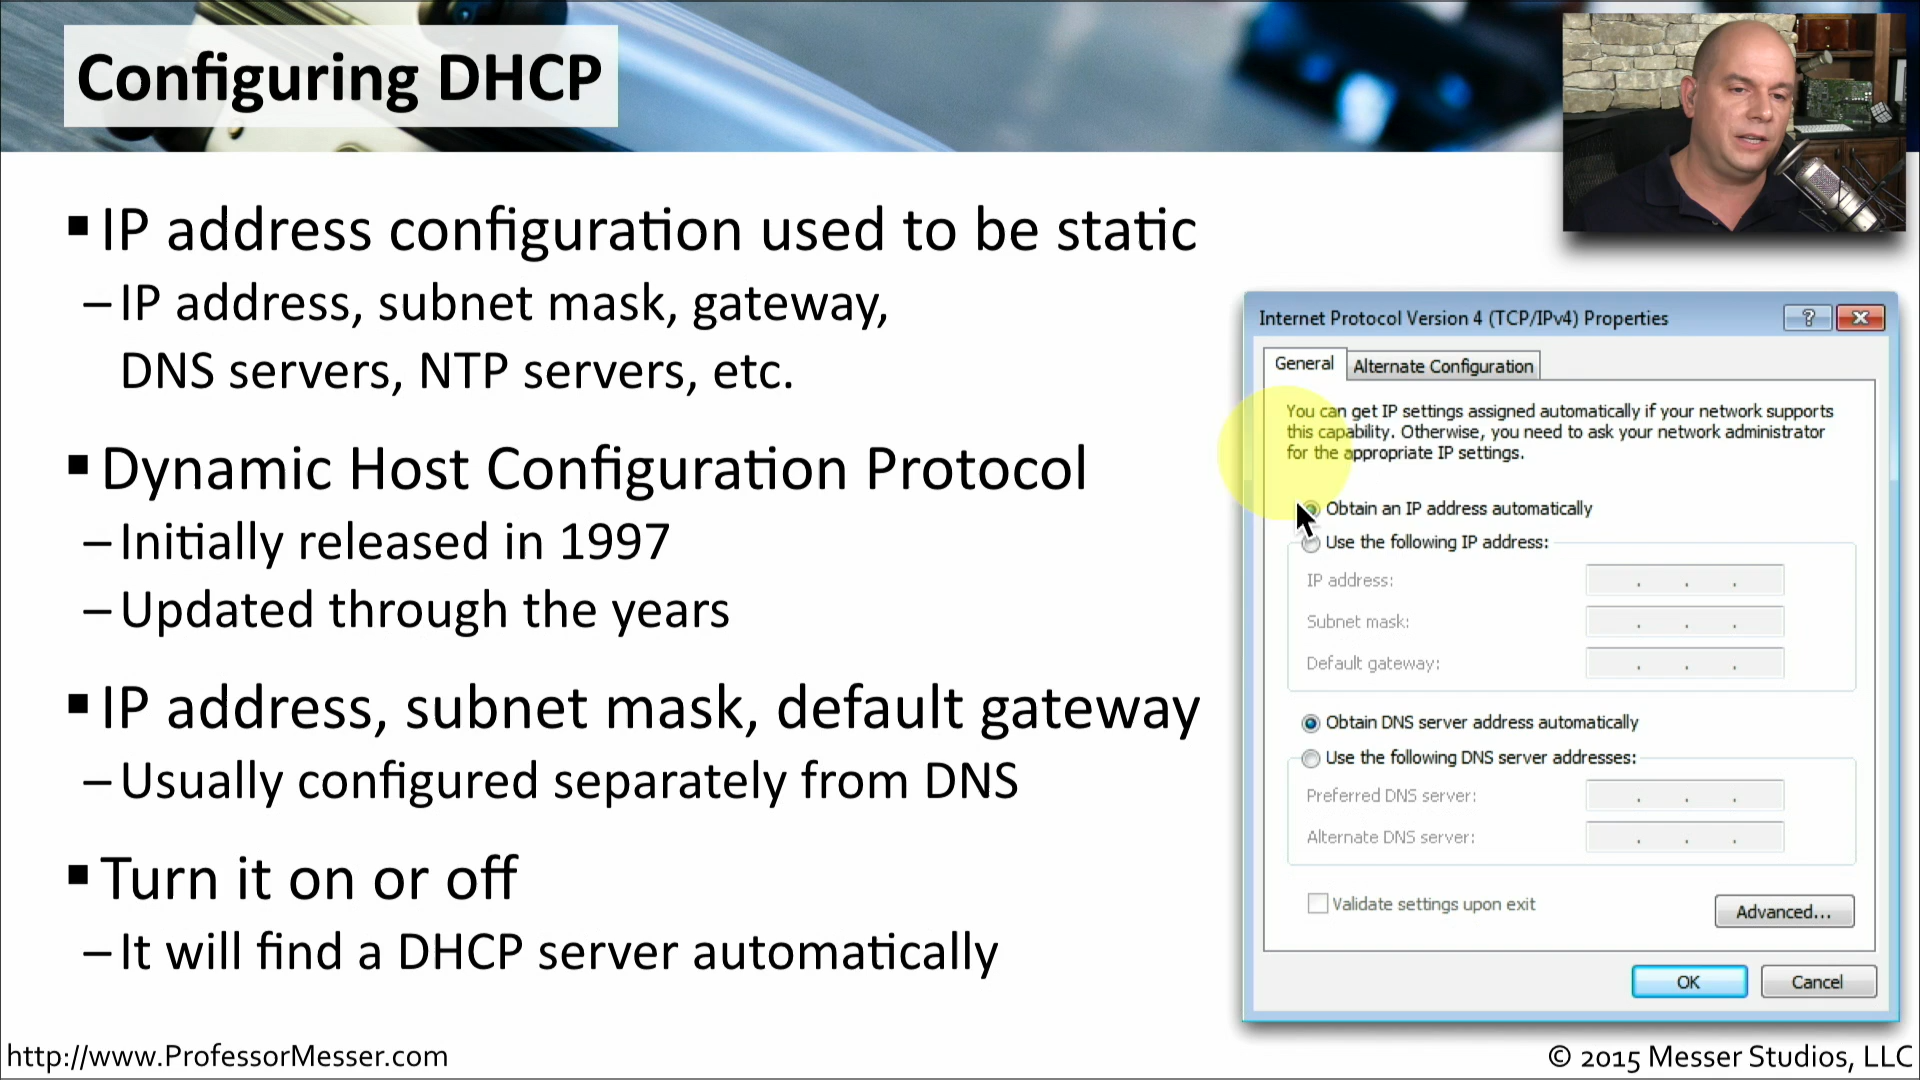 Configuring DHCP
▪ IP address configuration used to be static
– IP address, subnet mask, gateway,
DNS servers, NTP servers, etc.
▪ Dynamic Host Configuration Protocol
– Initially released in 1997
– Updated through the years
▪ IP address, subnet mask, default gateway
– Usually configured separately from DNS
▪ Turn it on or off
– It will find a DHCP server automatically
Internet Protocol Version 4 (TCP/IPv4) Properties
General
Alternate Configuration
You can get IP settings assigned automatically if your network supports
this capability. Otherwise, you need to ask your network administrator
for the appropriate IP settings.
Obtain an IP address automatically
Use the following IP address:
IP address:
Subnet mask:
Default gateway:
Obtain DNS server address automatically
Use the following DNS server addresses:
Preferred DNS server:
Alternate DNS server:
Validate settings upon exit
Advanced...
OK
Cancel
http://www.ProfessorMesser.com
© 2015 Messer Studios, LLC